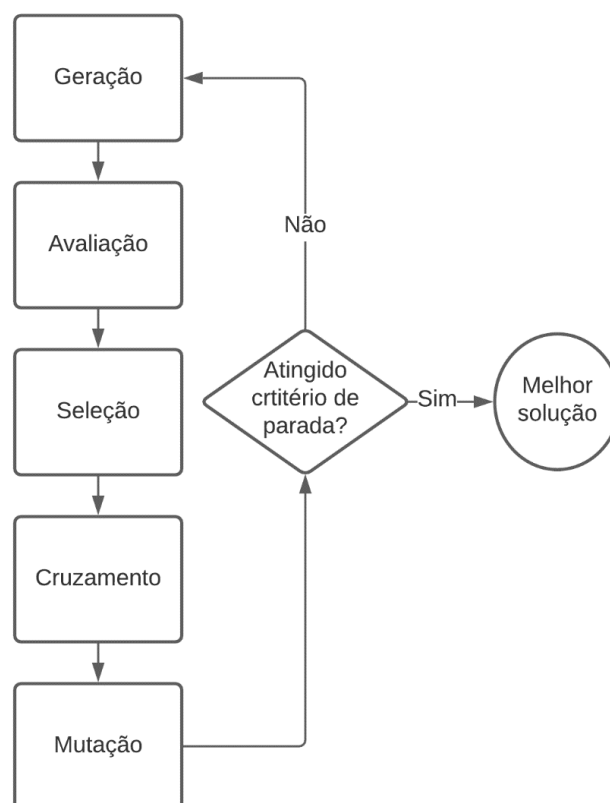 Geração
Avaliação
Seleção
Cruzamento
Mutação
Não
Atingido
crtitério de
parada?
Sim
Melhor
solução